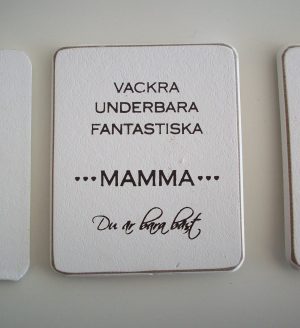 VACKRA
UNDERBARA
FANTASTISKA
♥♥♥MAMMA♥♥♥
Du är bara bäst